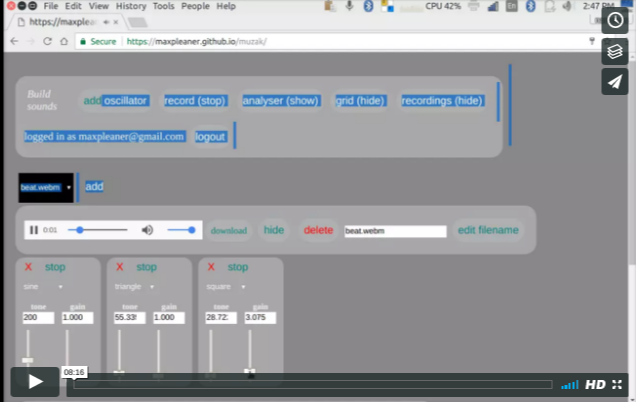 File Edit View History Tools People Help CPU 42% En 2:47 PM
https://maxplea
Secure https://maxpleaner.github.io/muzak/
Build sounds
add oscillator record (stop) analyser (show) grid (hide) recordings (hide)
logged in as maxpleaner@gmail.com logout
beat.webm add
0:01 download hide delete beat.webm edit filename
X stop X stop X stop
sine triangle square
tone gain tone gain tone gain
200 1.000 55.33 1.000 28.72 3.075
08:16
HD